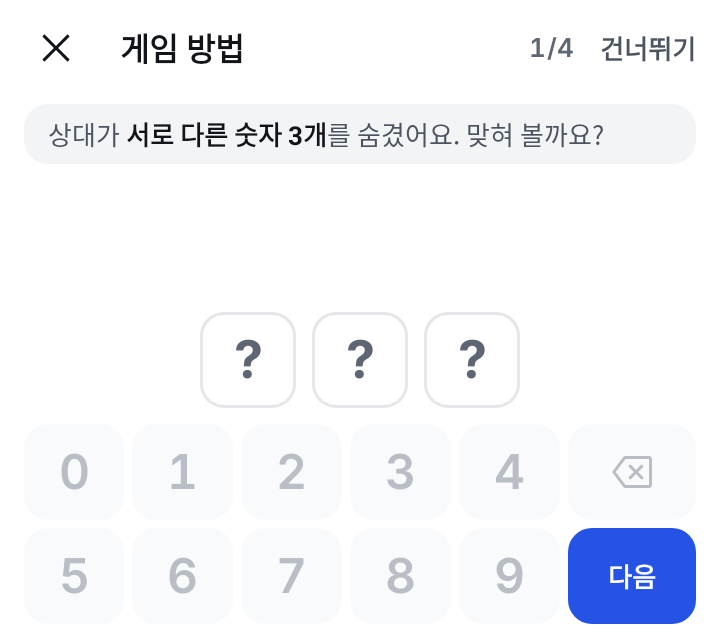 게임 방법
1/4 건너뛰기
상대가 서로 다른 숫자 3개를 숨겼어요. 맞혀 볼까요?
? ? ?
0 1 2 3 4
5 6 7 8 9 다음